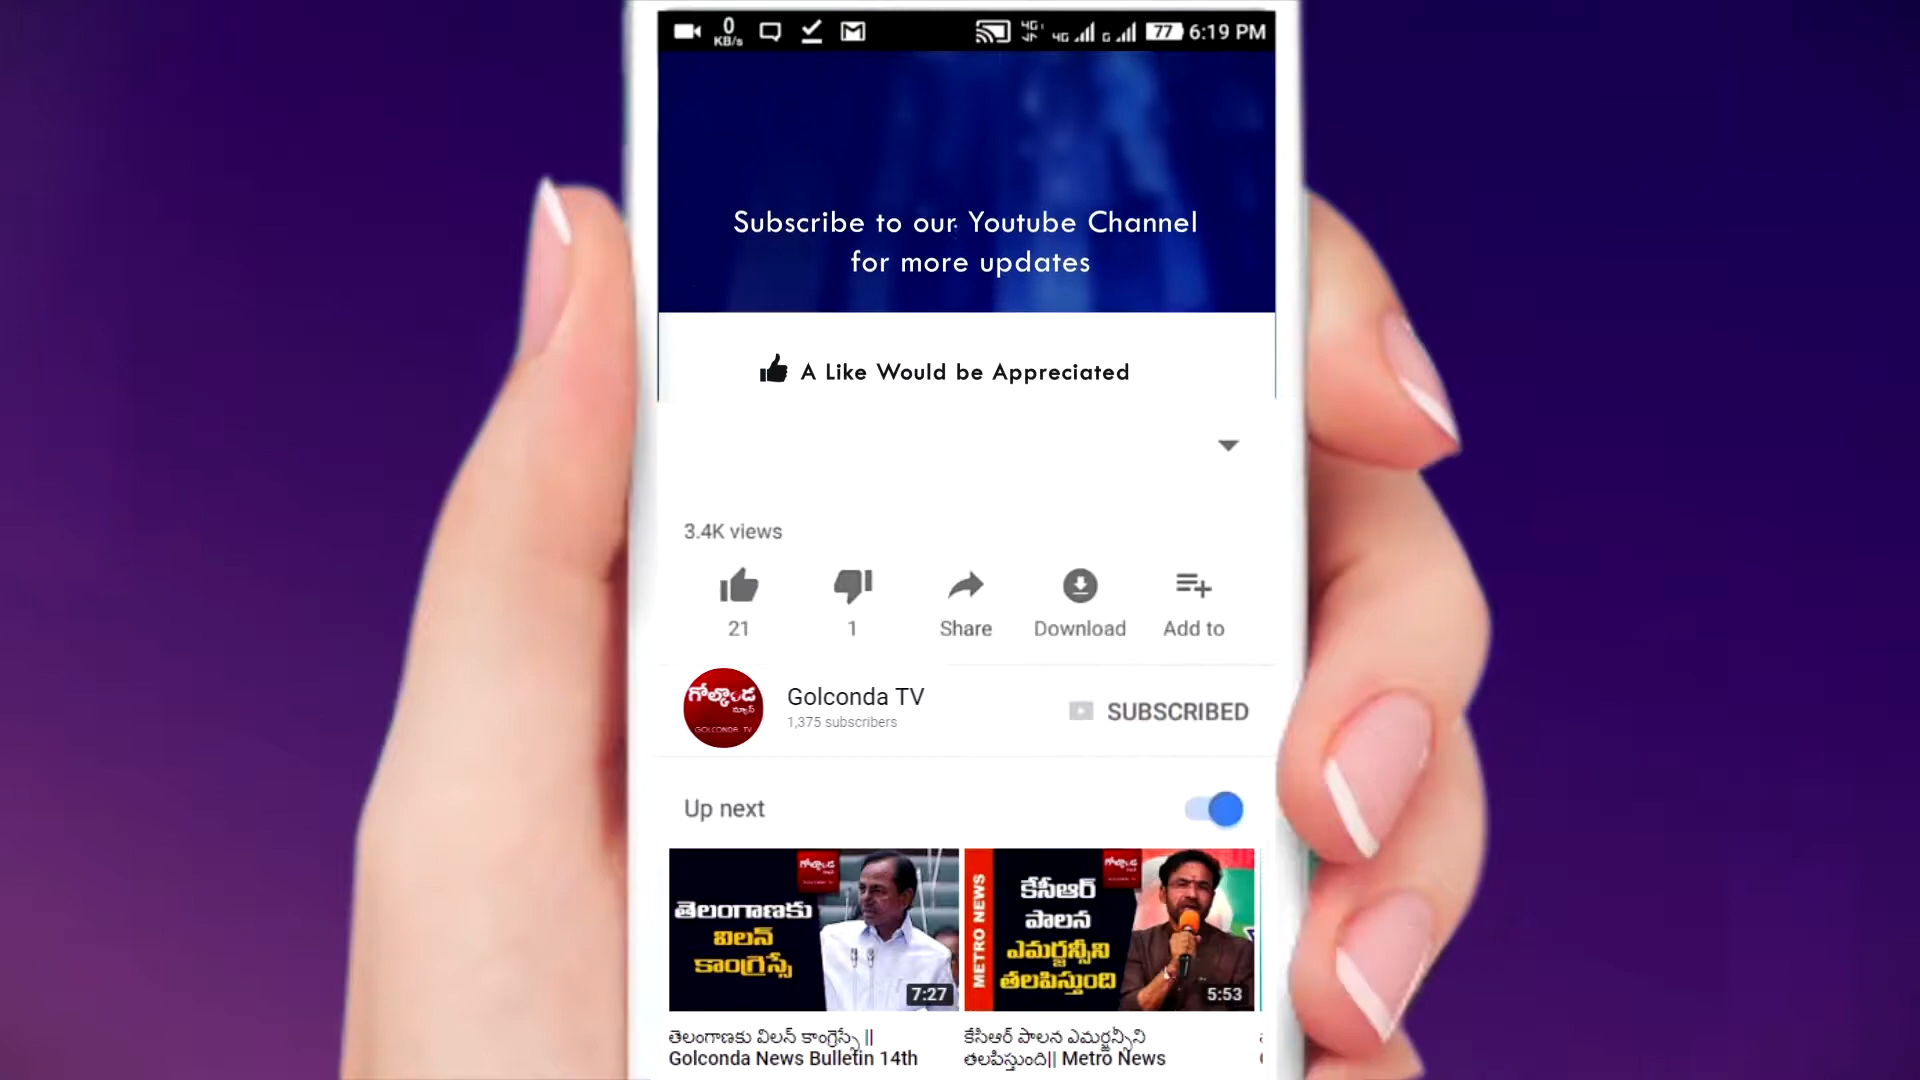 0
KB/s
4G
4G
G
77
6:19 PM
Subscribe to our Youtube Channel
for more updates
A Like Would be Appreciated
3.4K views
21
1
Share
Download
Add to
గోల్కొండ
న్యూస్
GOLCONDA TV
Golconda TV
1,375 subscribers
SUBSCRIBED
Up next
గోల్కొండ
తెలంగాణకు
విలన్
కాంగ్రెస్సే
7:27
METRO NEWS
గోల్కొండ
కేసీఆర్
పాలన
ఎమర్జన్సీని
తలపిస్తుంది
5:53
తెలంగాణకు విలన్ కాంగ్రెస్సే ||
Golconda News Bulletin 14th
కేసీఆర్ పాలన ఎమర్జన్సీని
తలపిస్తుంది|| Metro News